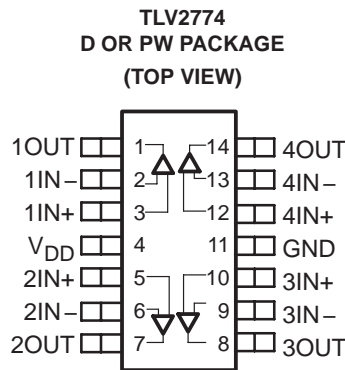 TLV2774
D OR PW PACKAGE
(TOP VIEW)
1OUT 1 14 4OUT
1IN− 2 13 4IN−
1IN+ 3 12 4IN+
VDD 4 11 GND
2IN+ 5 10 3IN+
2IN− 6 9 3IN−
2OUT 7 8 3OUT